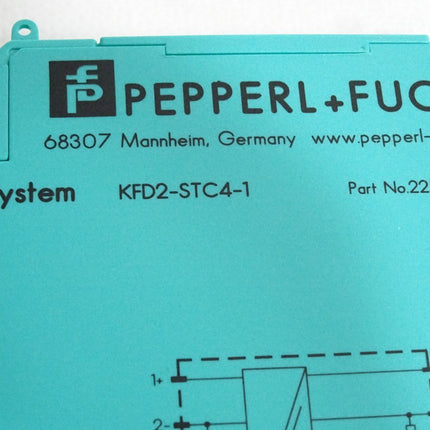 PEPPERL+FUC
68307 Mannheim, Germany www.pepperl-
ystem KFD2-STC4-1 Part No.22
1+
2-